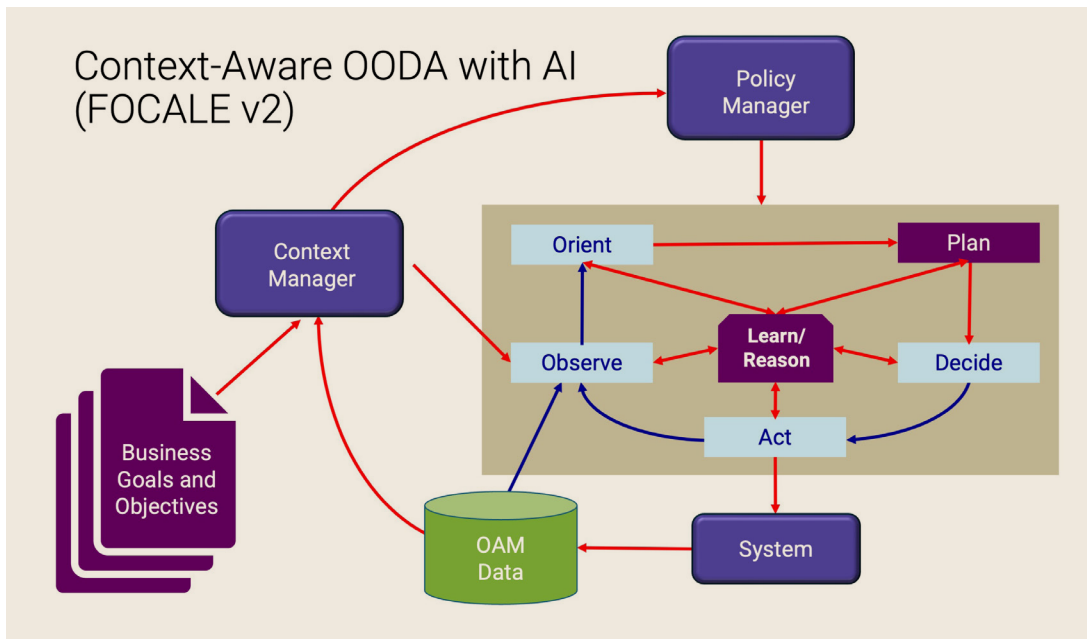 Context-Aware OODA with AI
(FOCALE v2)
Policy
Manager
Context
Manager
Orient
Plan
Learn/
Reason
Observe
Decide
Act
Business
Goals and
Objectives
OAM
Data
System